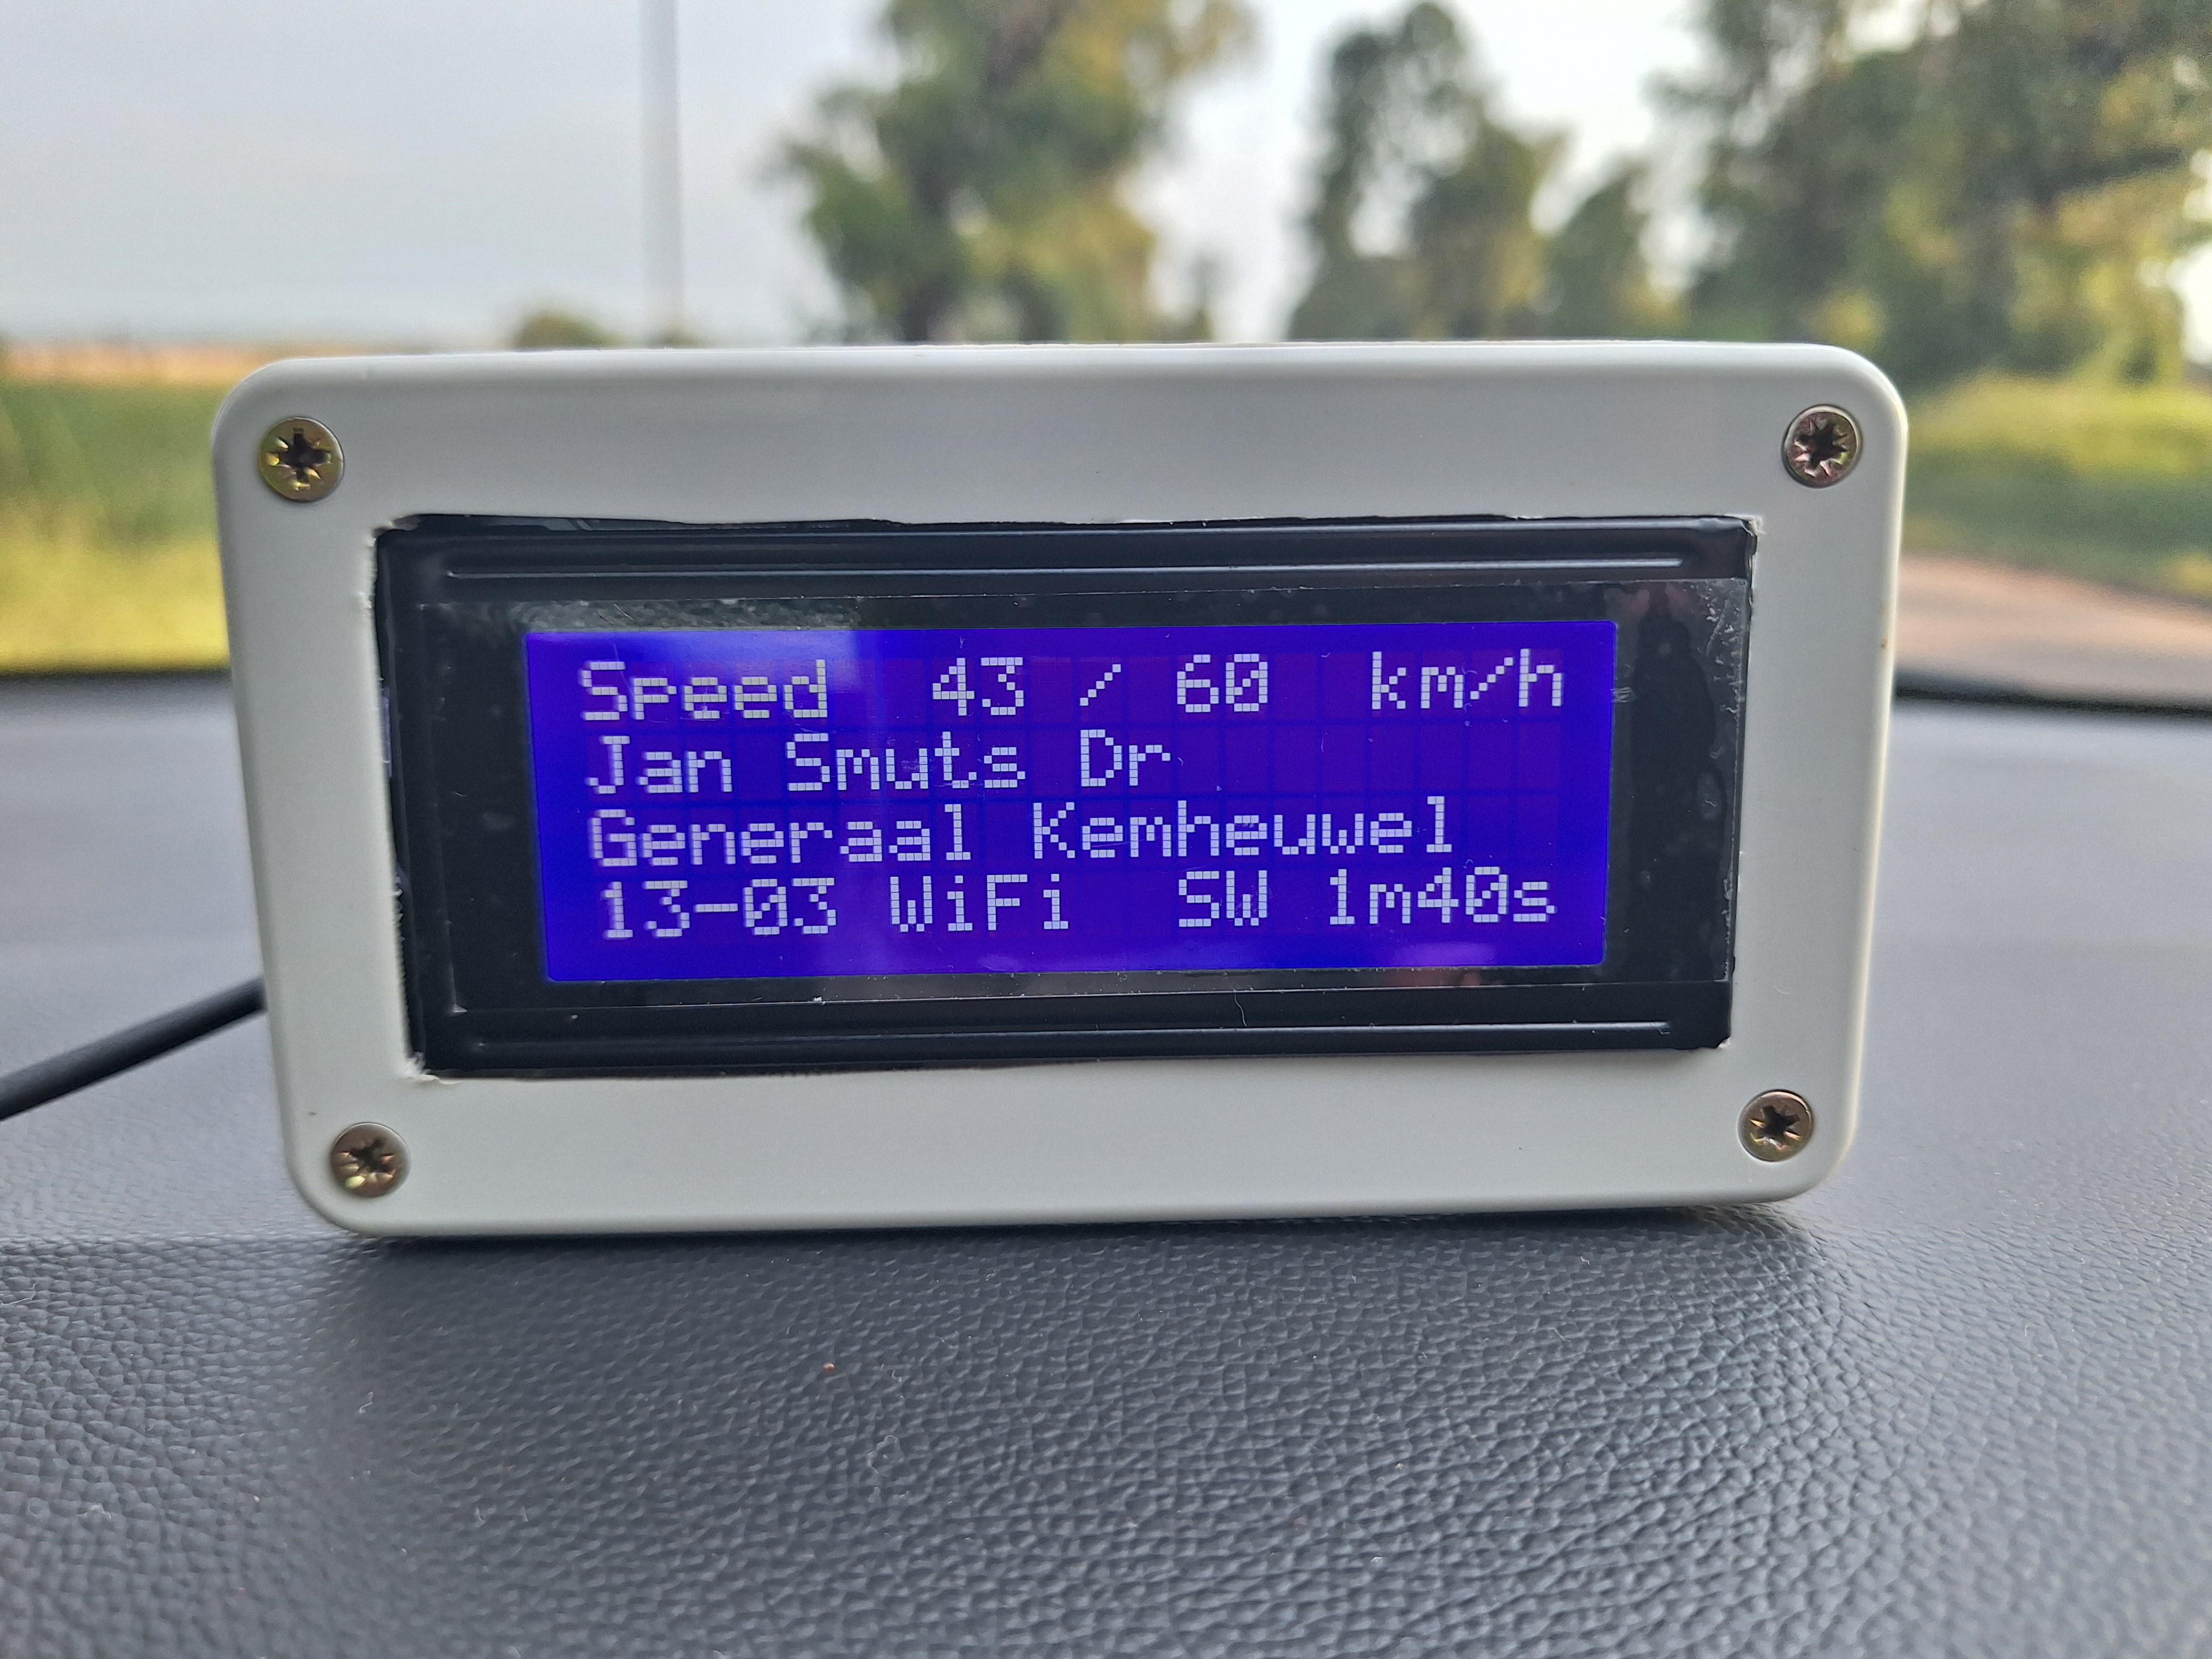 Speed 43 / 60 km/h
Jan Smuts Dr
Generaal Kemheuwel
13-03 WiFi SW 1m40s